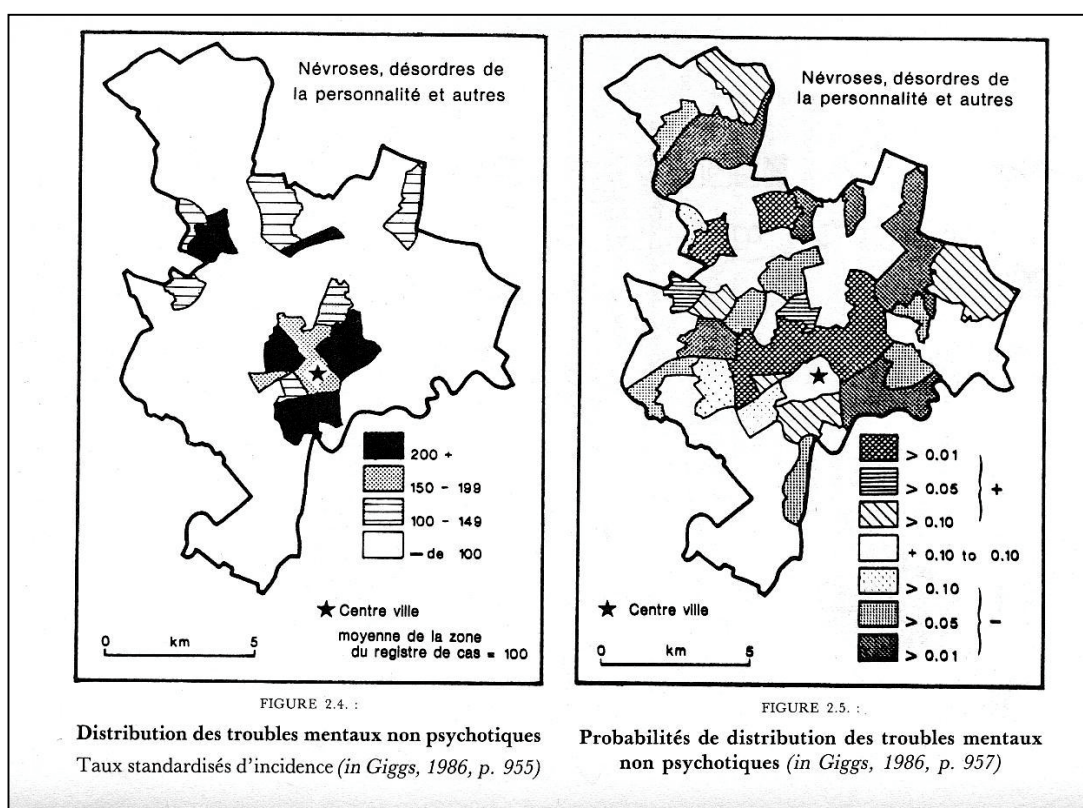 Névroses, désordres de
la personnalité et autres
200 +
150 - 199
100 - 149
— de 100
★ Centre ville
moyenne de la zone
du registre de cas = 100
0 km 5
FIGURE 2.4. :
Distribution des troubles mentaux non psychotiques
Taux standardisés d'incidence (in Giggs, 1986, p. 955)
Névroses, désordres de
la personnalité et autres
> 0.01
> 0.05 +
> 0.10
+ 0.10 to 0.10
> 0.10
> 0.05 —
> 0.01
★ Centre ville
0 km 5
FIGURE 2.5. :
Probabilités de distribution des troubles mentaux
non psychotiques (in Giggs, 1986, p. 957)